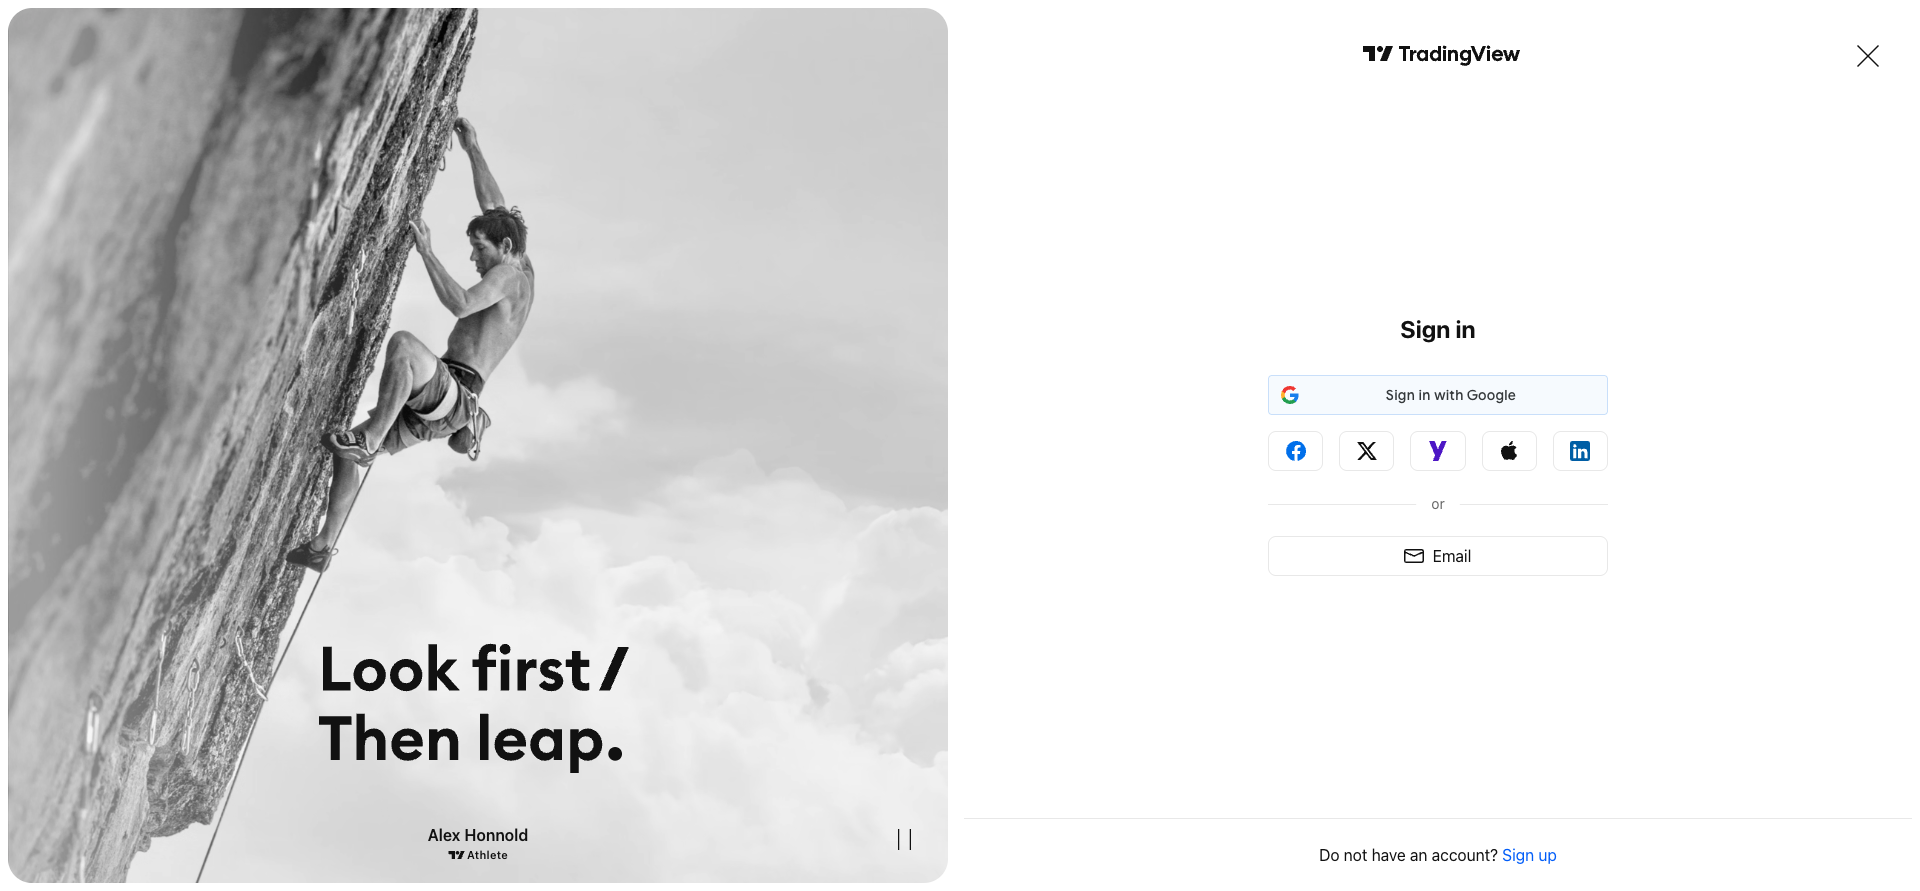 Look first/
Then leap.
Alex Honnold
Athlete
TradingView
Sign in
Sign in with Google
or
Email
Do not have an account? Sign up